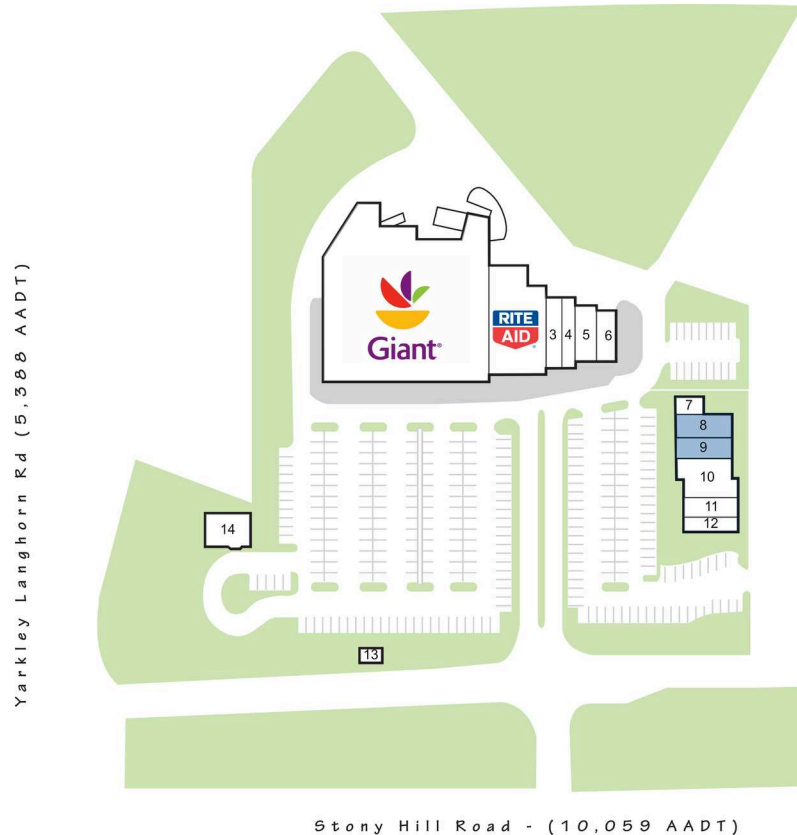 RITE
AID
®
Giant®
3
4
5
6
7
8
9
10
11
12
14
13
Yarkley Langhorn Rd (5,388 AADT)
Stony Hill Road - (10,059 AADT)